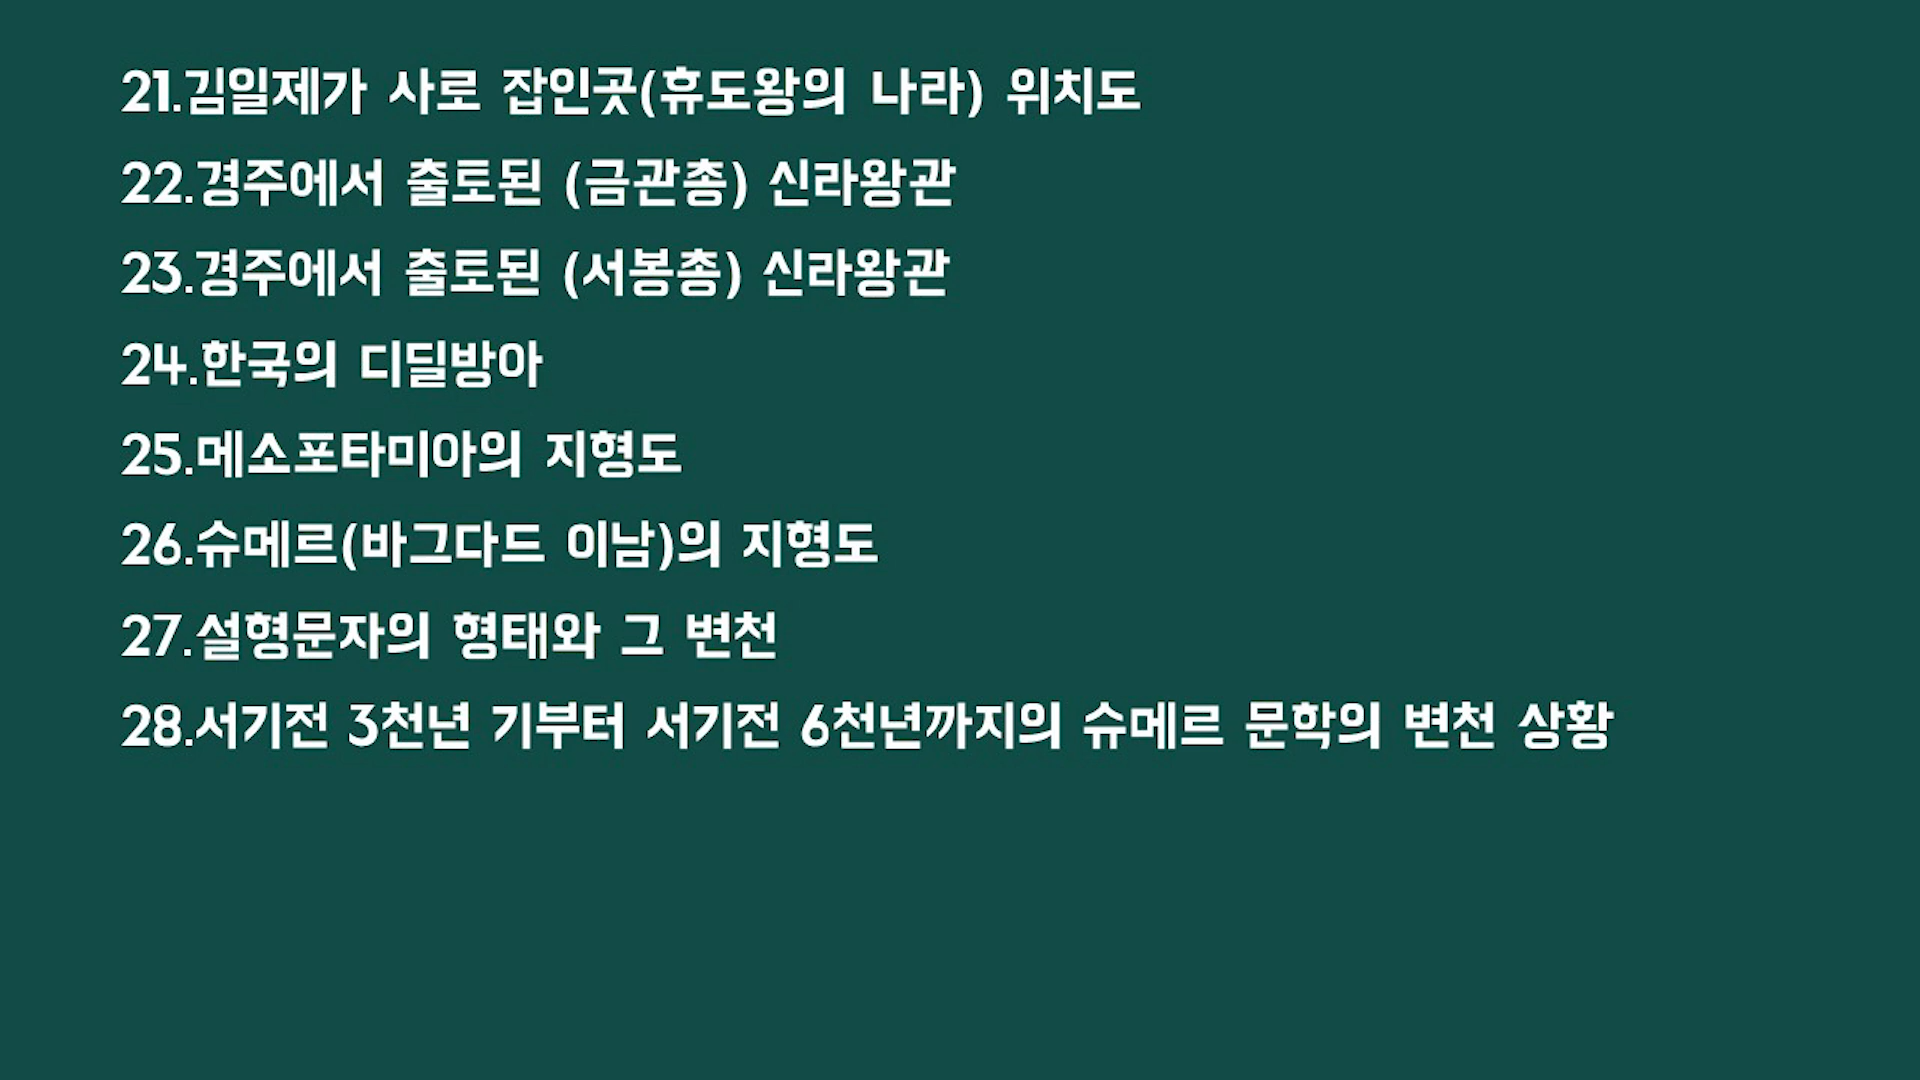 21.김일제가 사로 잡인곳(휴도왕의 나라) 위치도
22.경주에서 출토된 (금관총) 신라왕관
23.경주에서 출토된 (서봉총) 신라왕관
24.한국의 디딜방아
25.메소포타미아의 지형도
26.슈메르(바그다드 이남)의 지형도
27.설형문자의 형태와 그 변천
28.서기전 3천년 기부터 서기전 6천년까지의 슈메르 문학의 변천 상황